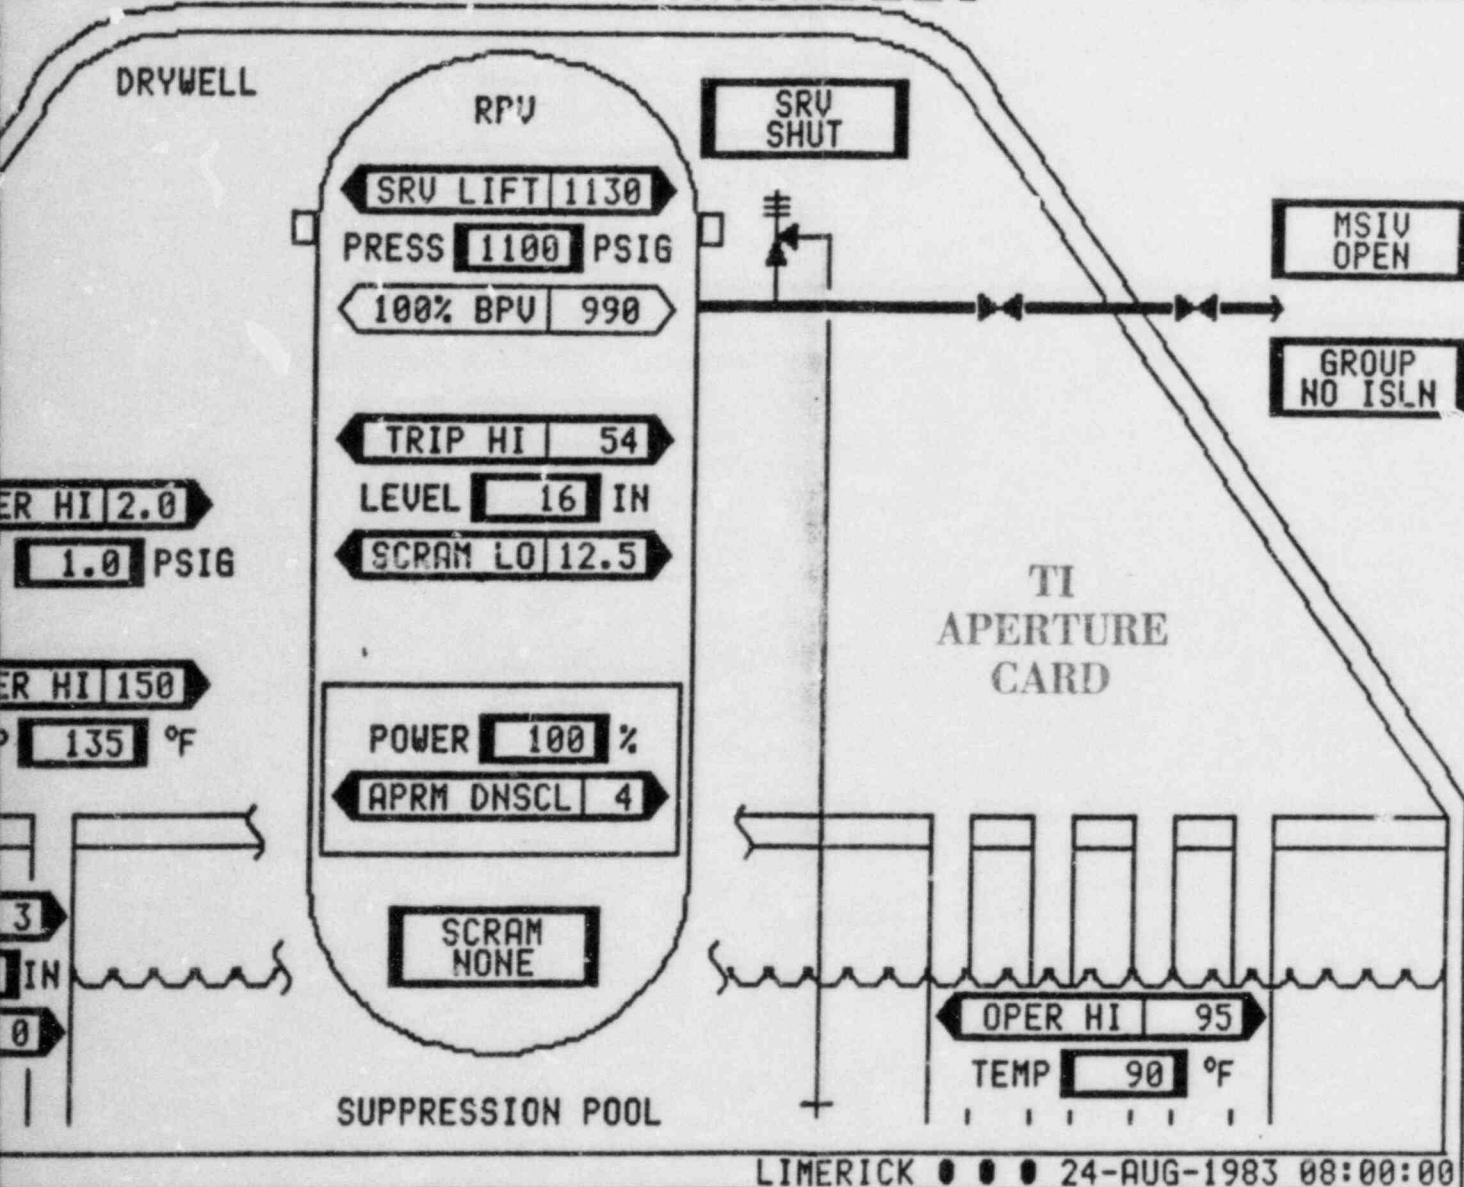 DRYWELL
RPV
SRV
SHUT
SRV LIFT 1130
PRESS 1100 PSIG
100% BPV 990
MSIV
OPEN
GROUP
NO ISLN
TRIP HI 54
LEVEL 16 IN
SCRAM LO 12.5
ER HI 2.0
1.0 PSIG
TI
APERTURE
CARD
ER HI 150
P 135 °F
POWER 100 %
APRM DNSCL 4
3
IN
0
SCRAM
NONE
OPER HI 95
TEMP 90 °F
SUPPRESSION POOL
LIMERICK 24-AUG-1983 08:00:00